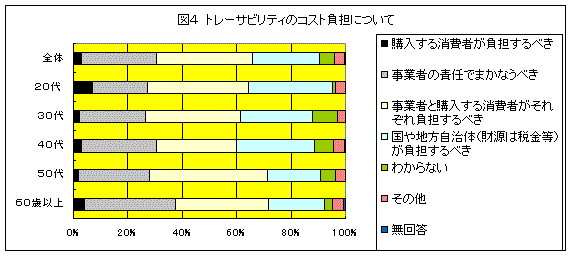 図4 トレーサビリティのコスト負担について
全体
20代
30代
40代
50代
60歳以上
0%
20%
40%
60%
80%
100%
購入する消費者が負担するべき
事業者の責任でまかなうべき
事業者と購入する消費者がそれ
ぞれ負担するべき
国や地方自治体(財源は税金等)
が負担するべき
わからない
その他
無回答